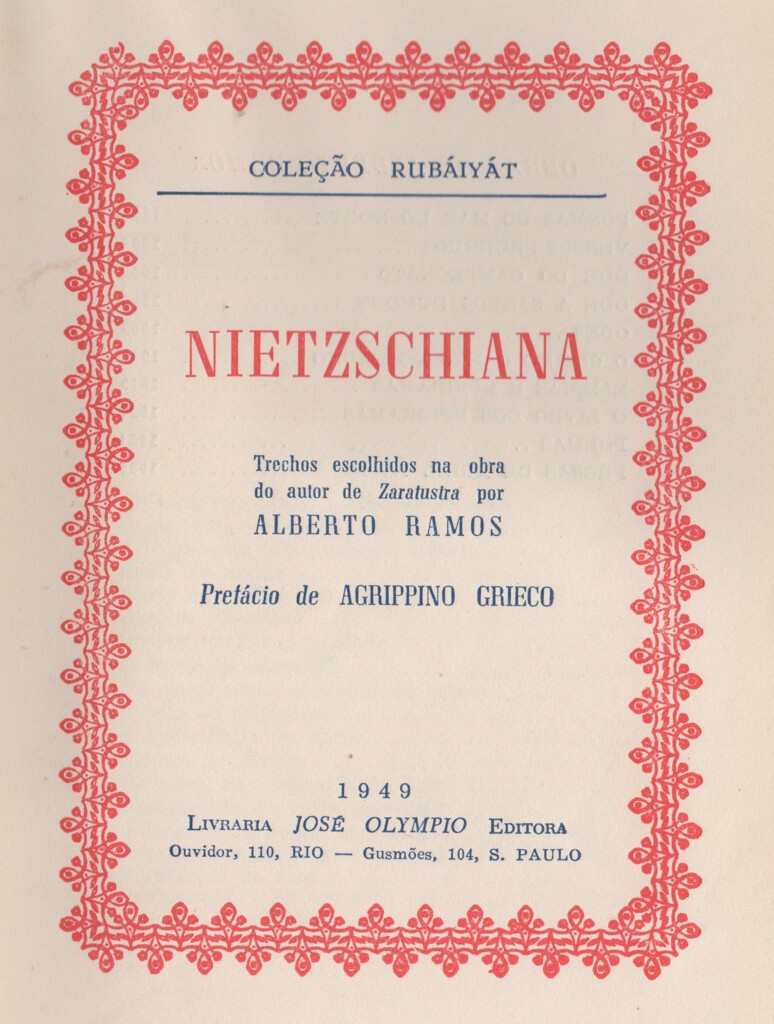 COLEÇÃO RUBÁIYÁT
NIETZSCHIANA
Trechos escolhidos na obra
do autor de Zaratustra por
ALBERTO RAMOS
Prefácio de AGRIPPINO GRIECO
1949
LIVRARIA JOSÉ OLYMPIO EDITORA
Ouvidor, 110, RIO — Gusmões, 104, S. PAULO